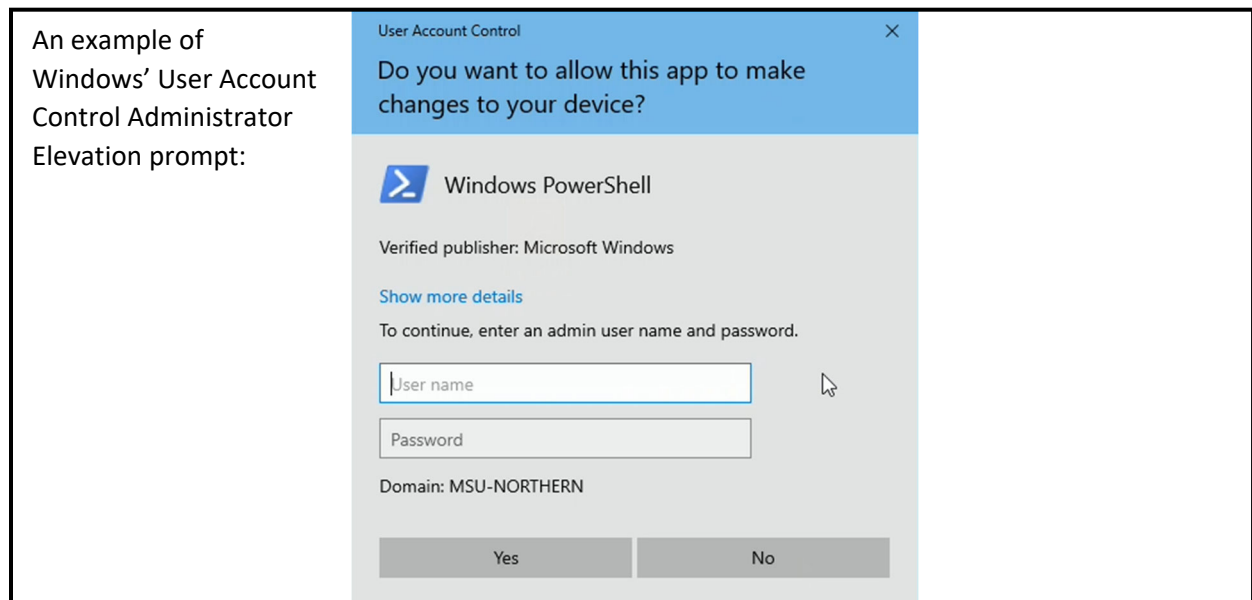 An example of
Windows’ User Account
Control Administrator
Elevation prompt:
User Account Control
Do you want to allow this app to make
changes to your device?
Windows PowerShell
Verified publisher: Microsoft Windows
Show more details
To continue, enter an admin user name and password.
User name
Password
Domain: MSU-NORTHERN
Yes
No